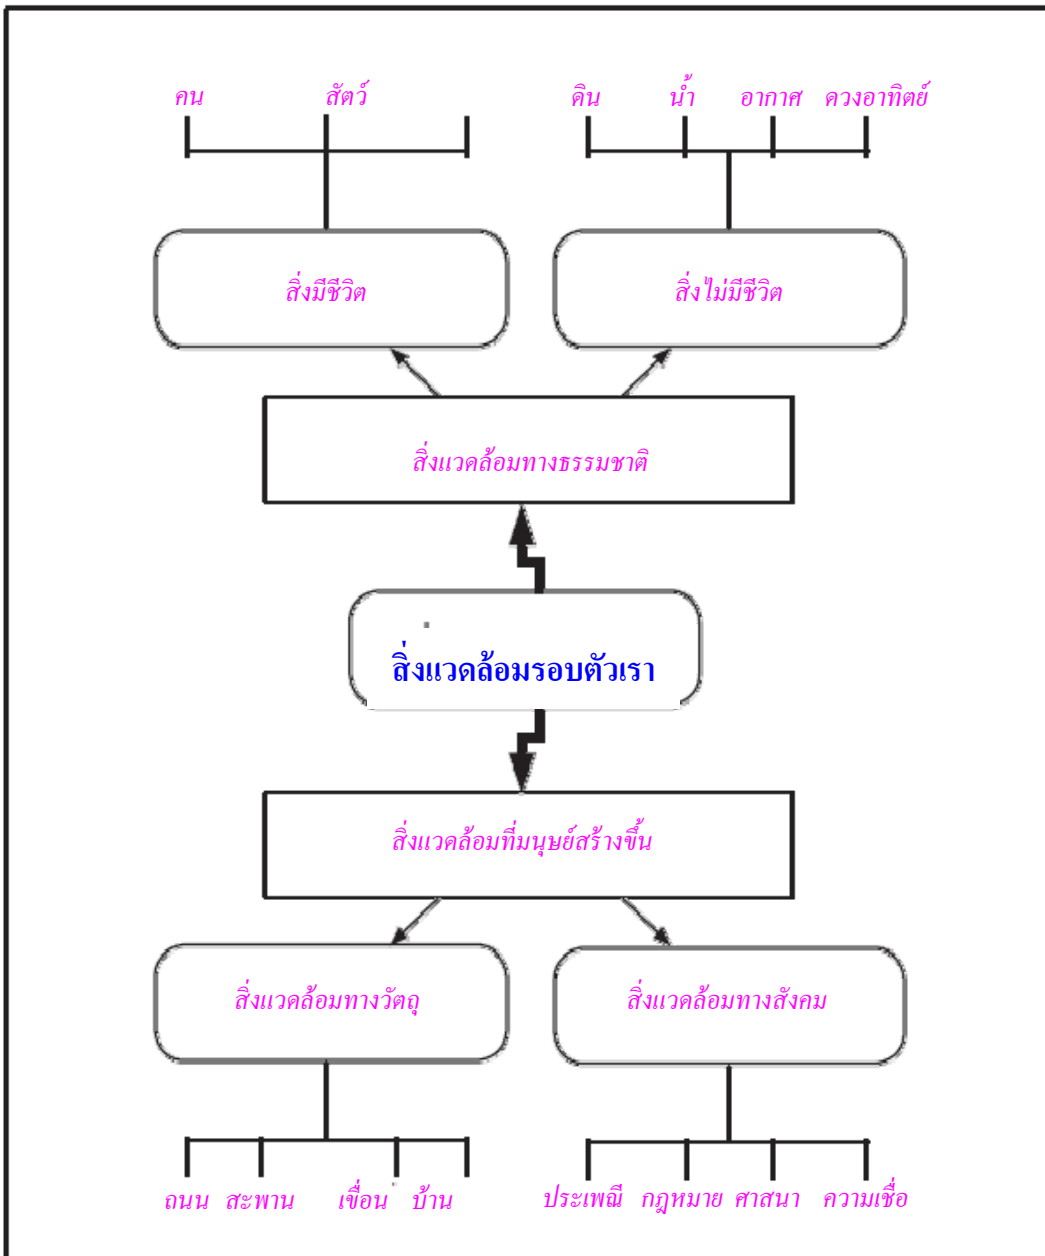 คน สัตว์ ดิน น้ำ อากาศ ดวงอาทิตย์
สิ่งมีชีวิต สิ่งไม่มีชีวิต
สิ่งแวดล้อมทางธรรมชาติ
สิ่งแวดล้อมรอบตัวเรา
สิ่งแวดล้อมที่มนุษย์สร้างขึ้น
สิ่งแวดล้อมทางวัตถุ สิ่งแวดล้อมทางสังคม
ถนน สะพาน เขื่อน บ้าน ประเพณี กฎหมาย ศาสนา ความเชื่อ